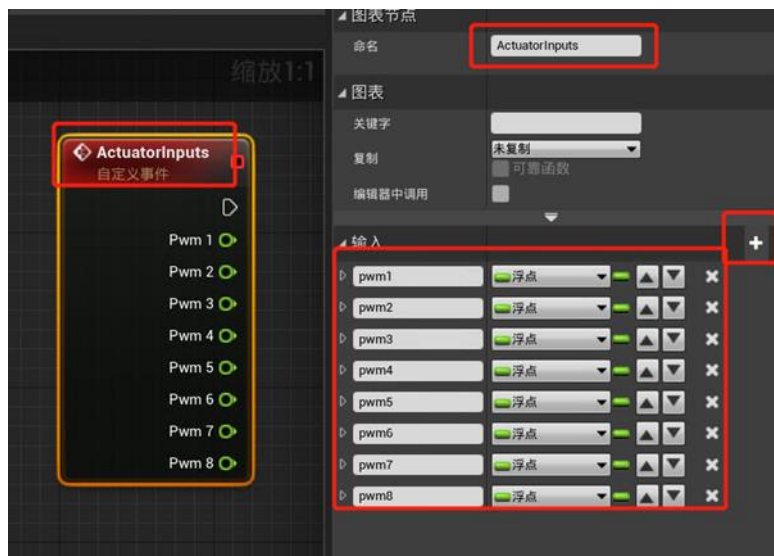 缩放1:1
ActuatorInputs
自定义事件
Pwm 1
Pwm 2
Pwm 3
Pwm 4
Pwm 5
Pwm 6
Pwm 7
Pwm 8
图表节点
命名 ActuatorInputs
图表
关键字
复制 未复制
可靠函数
编辑器中调用
输入
pwm1 浮点
pwm2 浮点
pwm3 浮点
pwm4 浮点
pwm5 浮点
pwm6 浮点
pwm7 浮点
pwm8 浮点